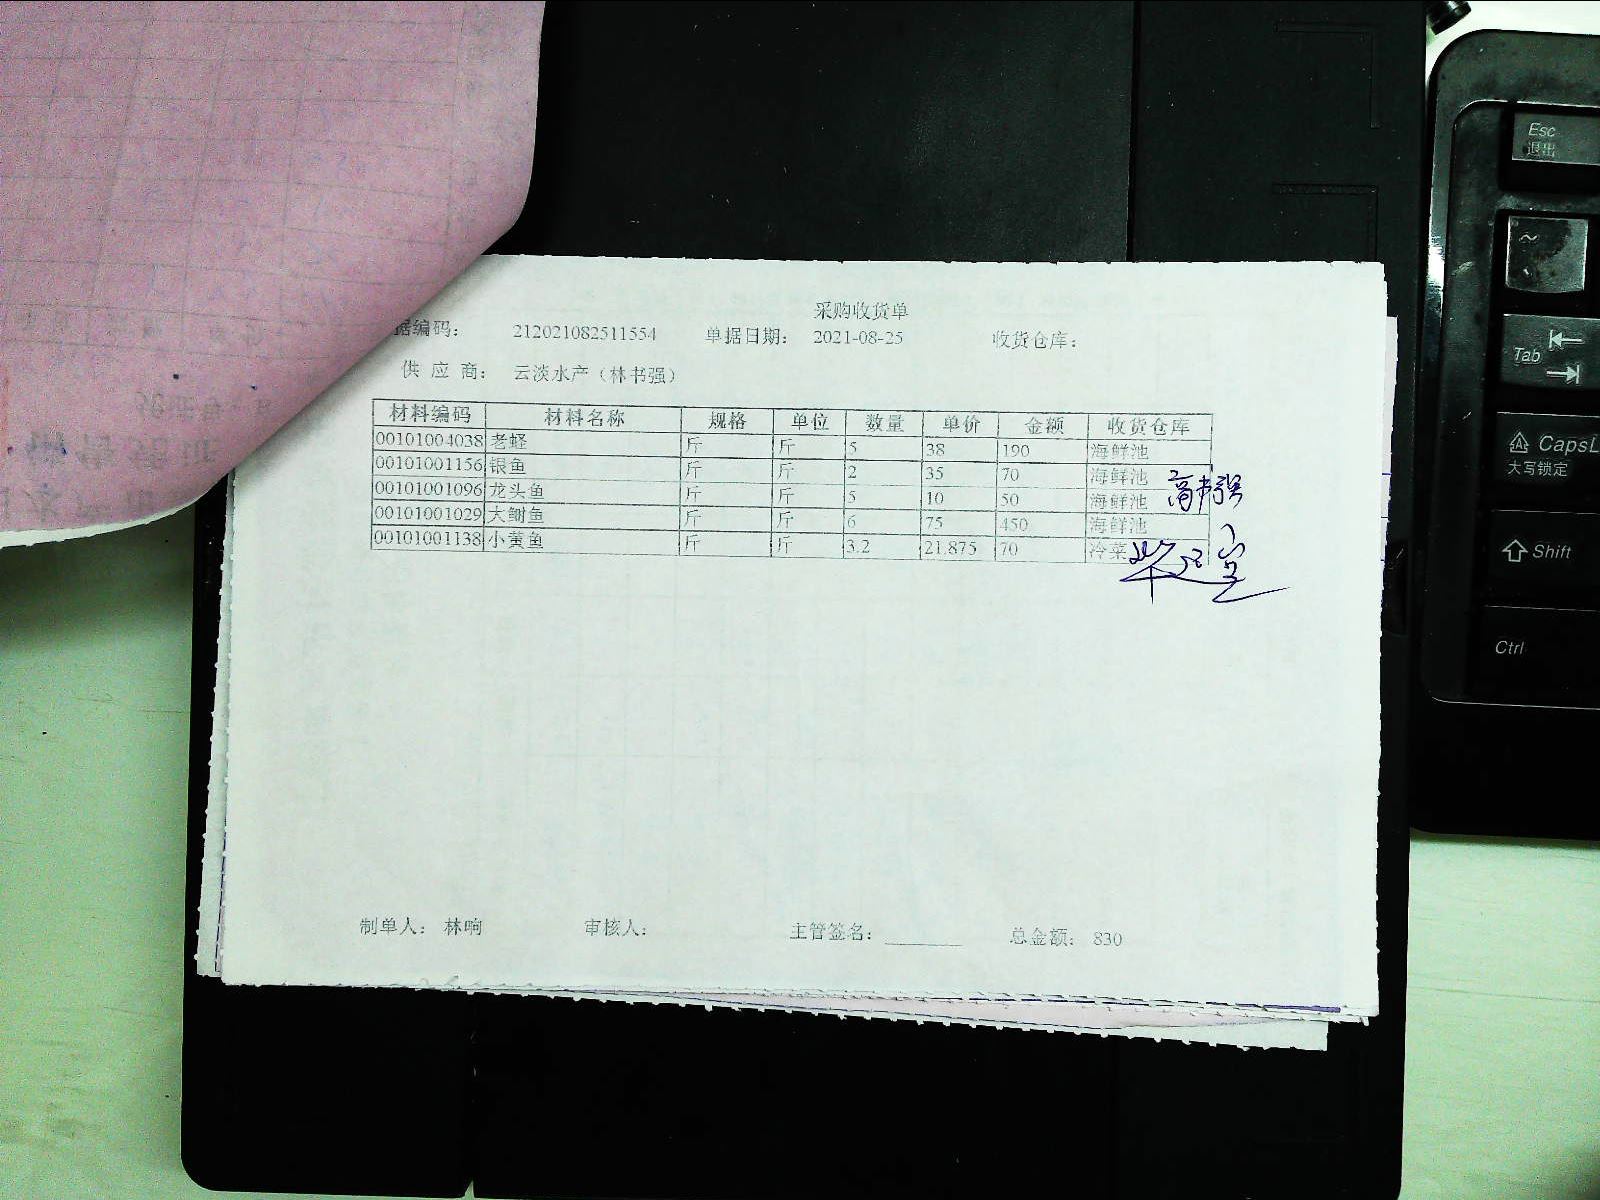 采购收货单
据编码： 212021082511554 单据日期： 2021-08-25 收货仓库：
供 应 商： 云淡水产（林书强）
材料编码 材料名称 规格 单位 数量 单价 金额 收货仓库
00101004038 老蛏 斤 斤 5 38 190 海鲜池
00101001156 银鱼 斤 斤 2 35 70 海鲜池
00101001096 龙头鱼 斤 斤 5 10 50 海鲜池
高书强
00101001029 大鲥鱼 斤 斤 6 75 450 海鲜池
00101001138 小黄鱼 斤 斤 3.2 21.875 70 冷菜
制单人： 林响 审核人： 主管签名： 总金额： 830
Esc
退出
~
Tab
CapsL
大写锁定
Shift
Ctrl